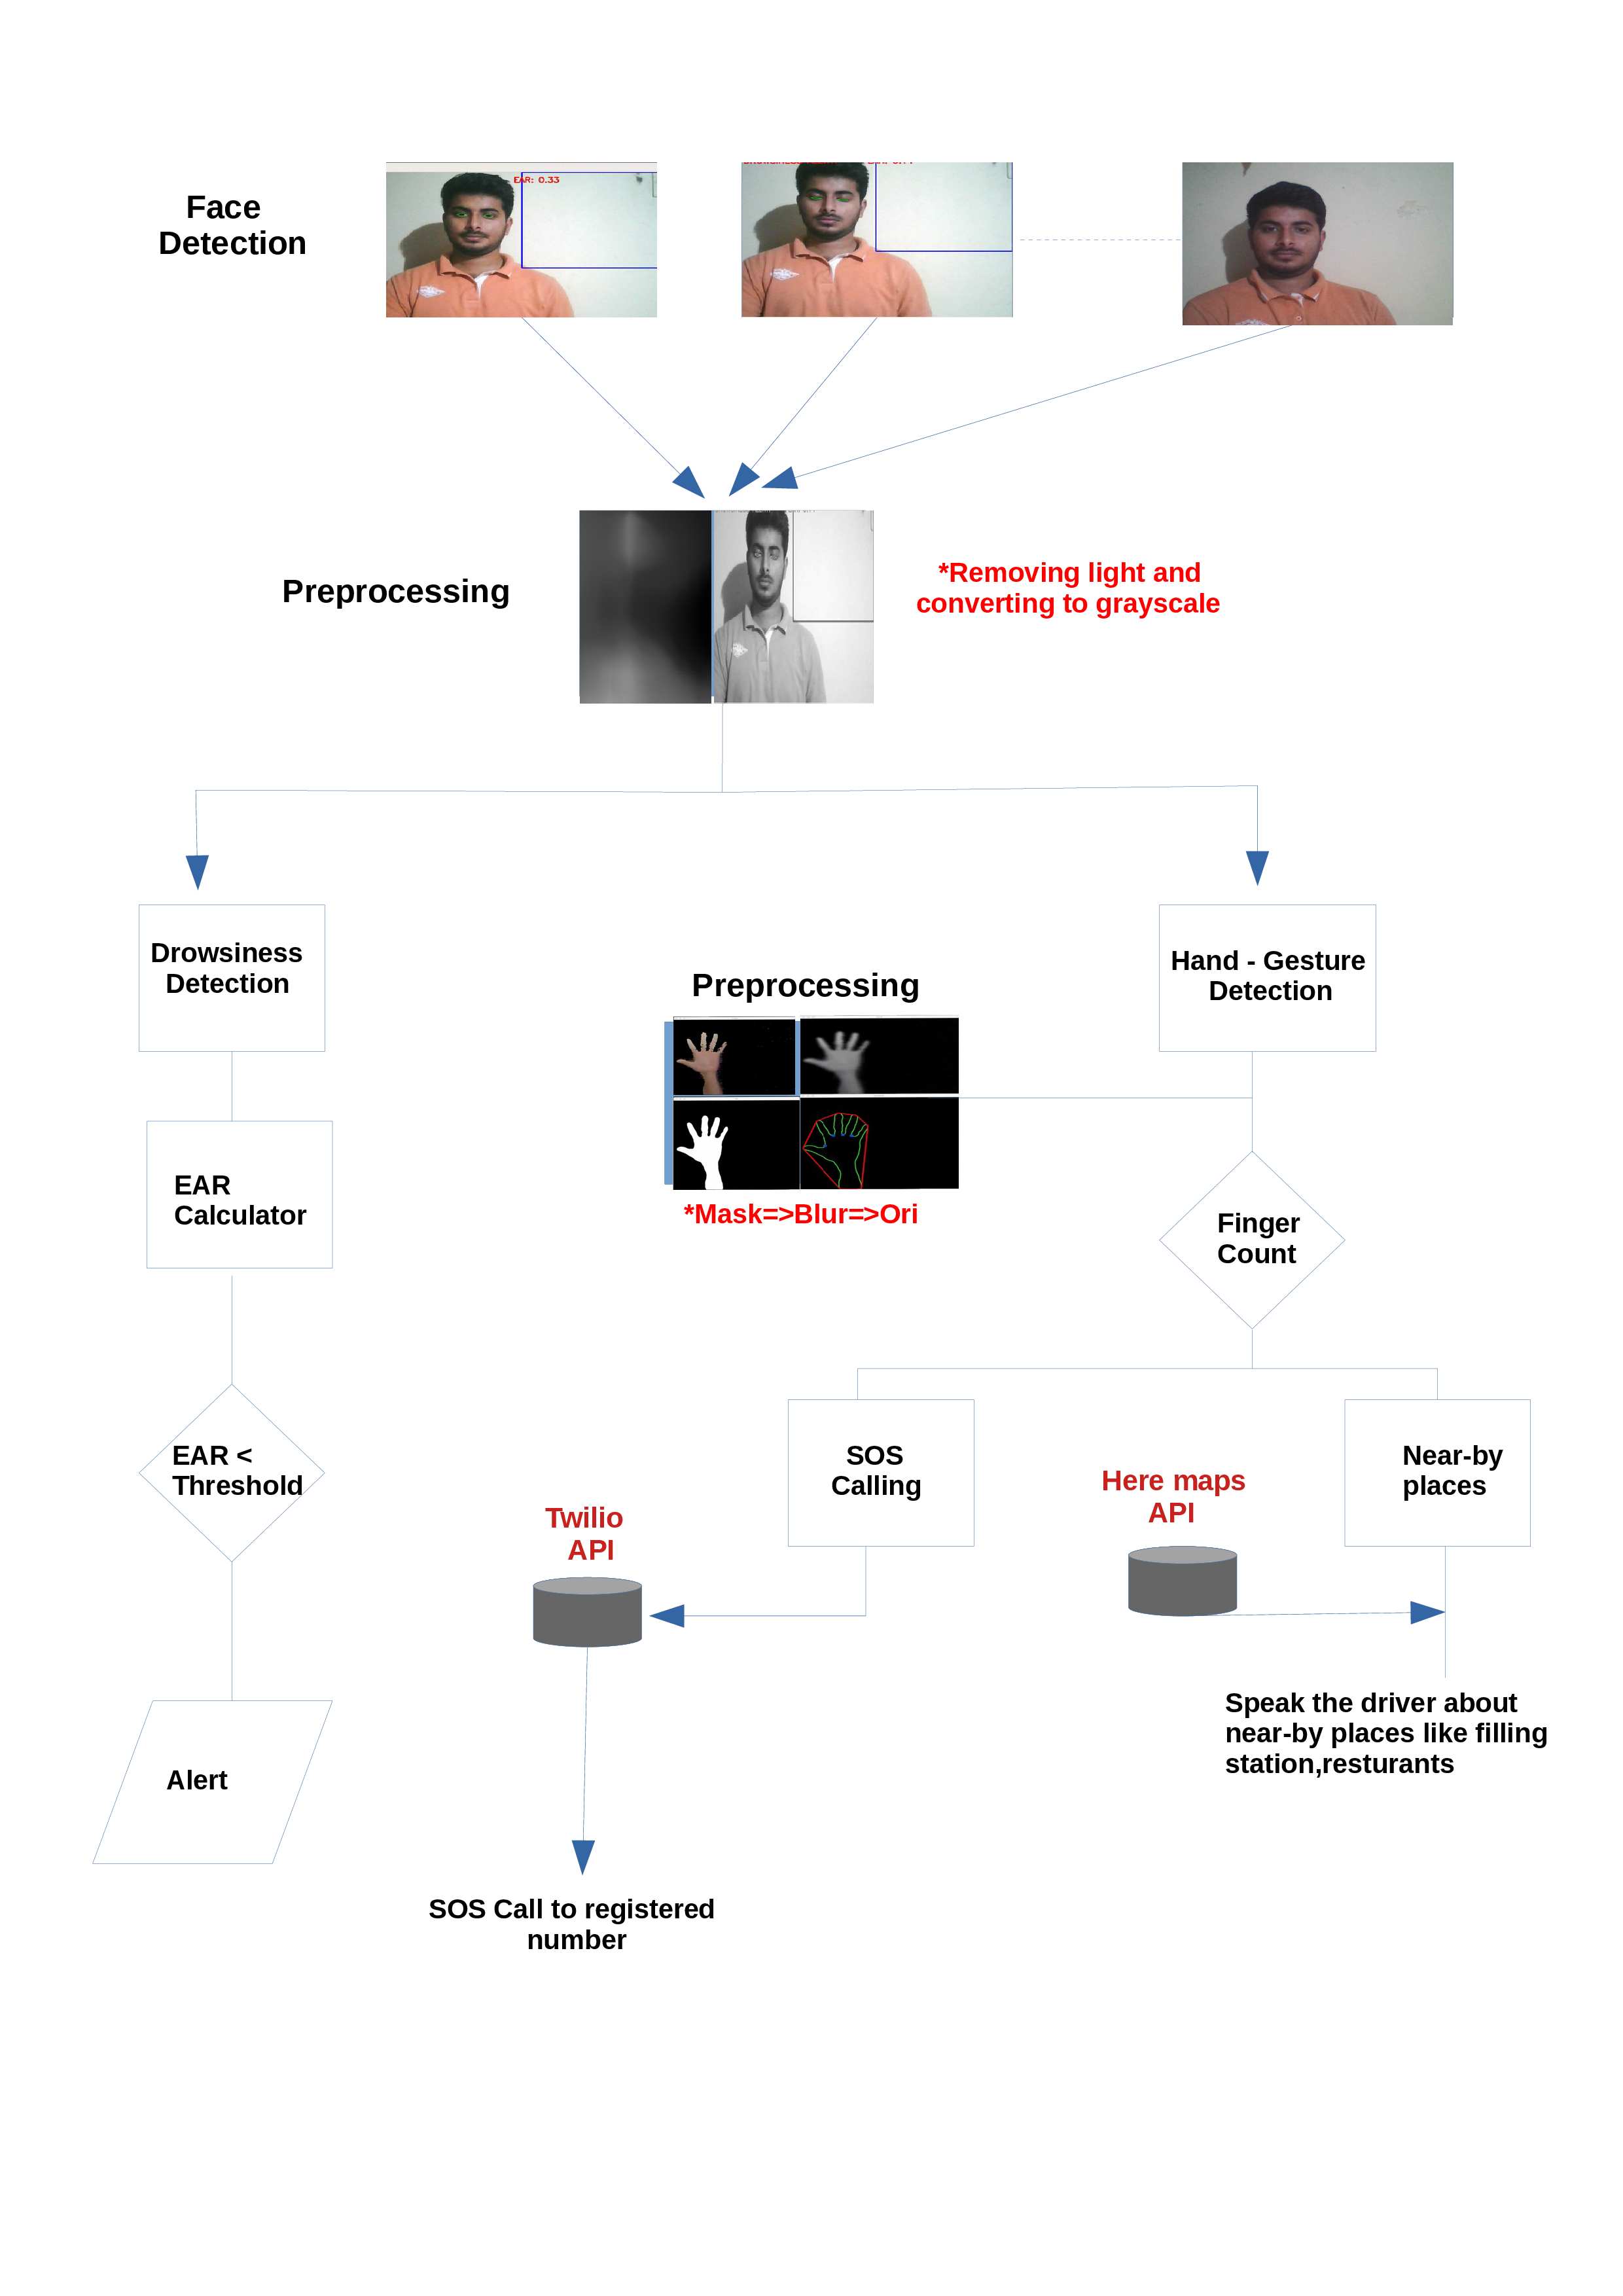 Face
Detection
EAR: 0.33
Preprocessing
*Removing light and
converting to grayscale
Drowsiness
Detection
Hand - Gesture
Detection
Preprocessing
EAR
Calculator
*Mask=>Blur=>Ori
Finger
Count
EAR <
Threshold
SOS
Calling
Near-by
places
Here maps
API
Twilio
API
Speak the driver about
near-by places like filling
station,resturants
Alert
SOS Call to registered
number